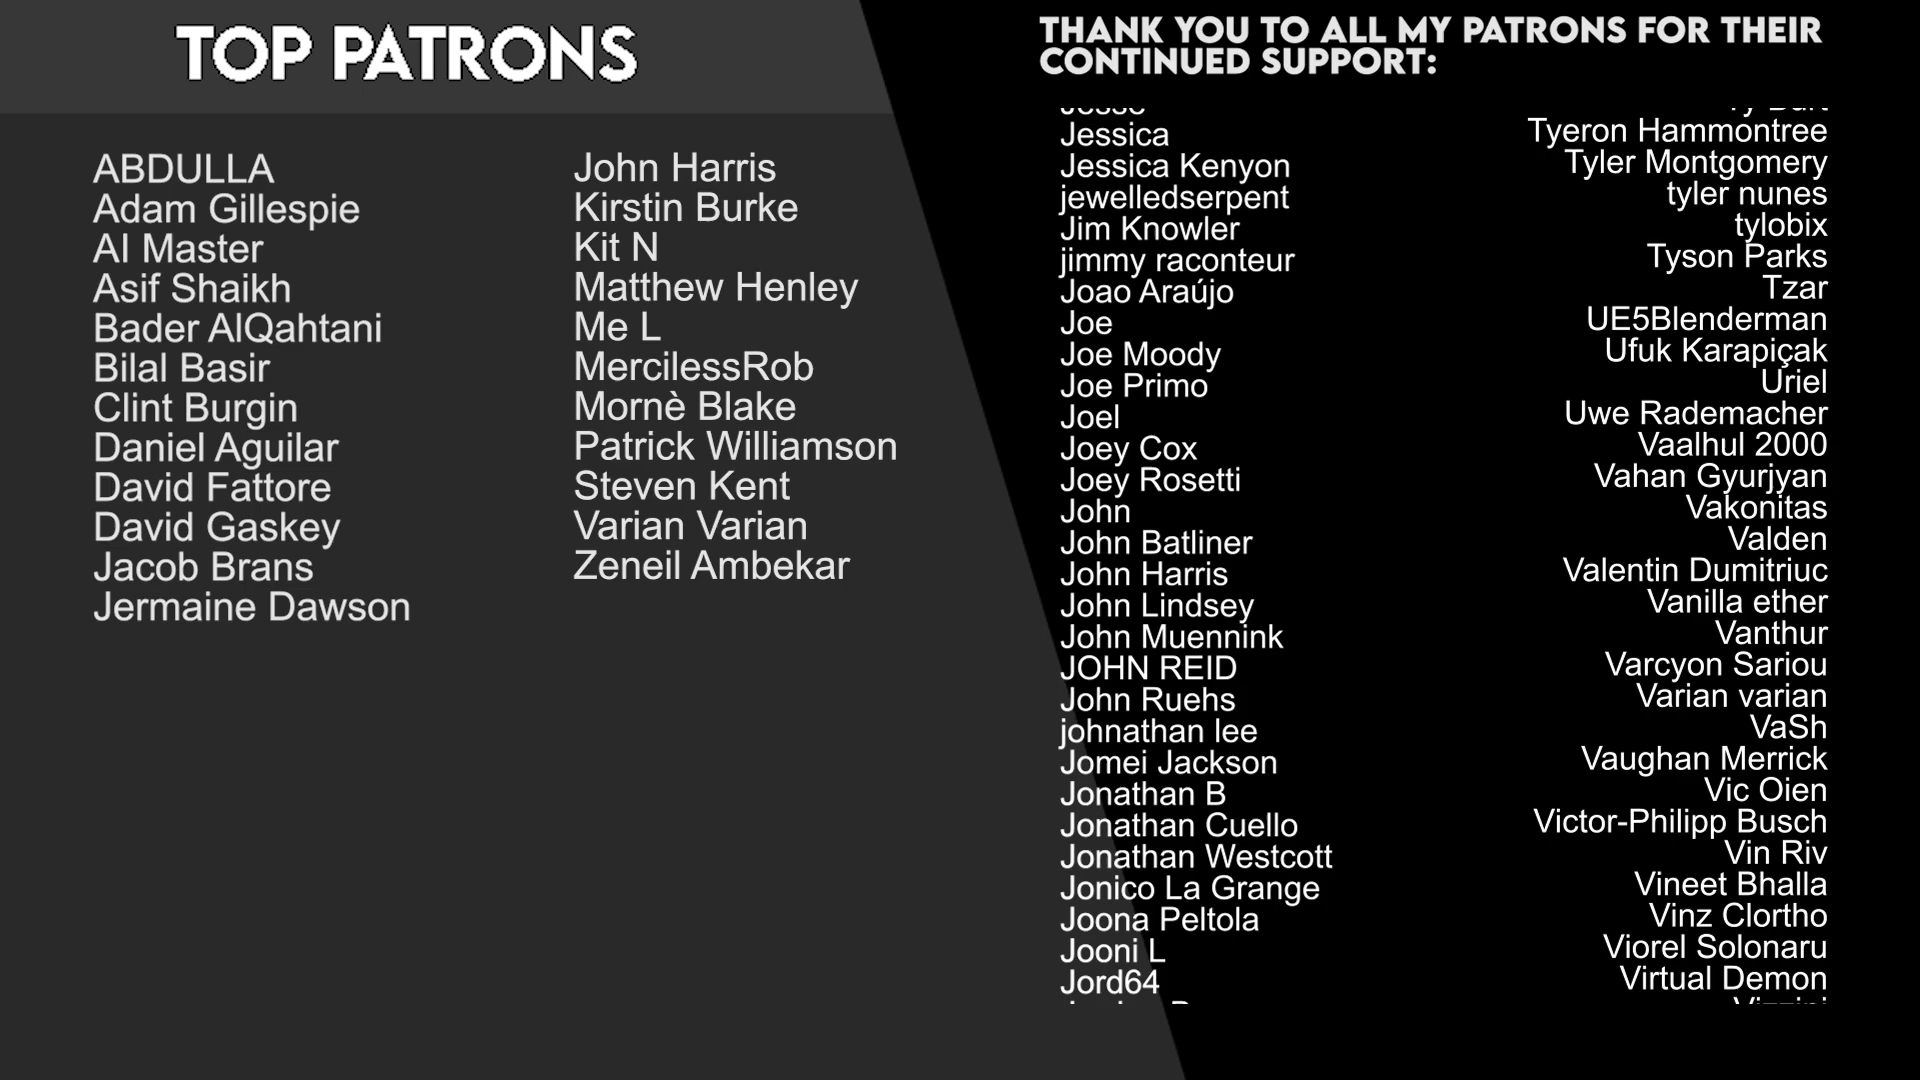 TOP PATRONS
ABDULLA
Adam Gillespie
AI Master
Asif Shaikh
Bader AlQahtani
Bilal Basir
Clint Burgin
Daniel Aguilar
David Fattore
David Gaskey
Jacob Brans
Jermaine Dawson
John Harris
Kirstin Burke
Kit N
Matthew Henley
Me L
MercilessRob
Mornè Blake
Patrick Williamson
Steven Kent
Varian Varian
Zeneil Ambekar
THANK YOU TO ALL MY PATRONS FOR THEIR
CONTINUED SUPPORT:
Jessica
Jessica Kenyon
jewelledserpent
Jim Knowler
jimmy raconteur
Joao Araújo
Joe
Joe Moody
Joe Primo
Joel
Joey Cox
Joey Rosetti
John
John Batliner
John Harris
John Lindsey
John Muennink
JOHN REID
John Ruehs
johnathan lee
Jomei Jackson
Jonathan B
Jonathan Cuello
Jonathan Westcott
Jonico La Grange
Joona Peltola
Jooni L
Jord64
Tyeron Hammontree
Tyler Montgomery
tyler nunes
tylobix
Tyson Parks
Tzar
UE5Blenderman
Ufuk Karapiçak
Uriel
Uwe Rademacher
Vaalhul 2000
Vahan Gyurjyan
Vakonitas
Valden
Valentin Dumitriuc
Vanilla ether
Vanthur
Varcyon Sariou
Varian varian
VaSh
Vaughan Merrick
Vic Oien
Victor-Philipp Busch
Vin Riv
Vineet Bhalla
Vinz Clortho
Viorel Solonaru
Virtual Demon